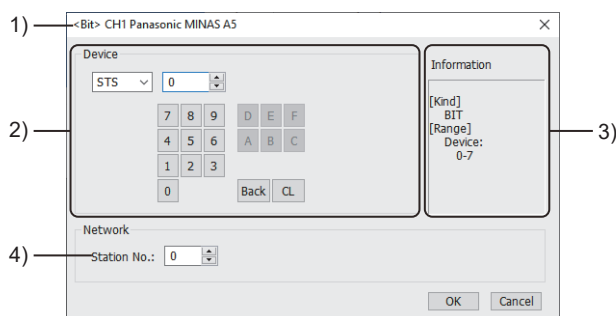 1)
<Bit> CH1 Panasonic MINAS A5
2)
Device
STS 0
7 8 9 D E F
4 5 6 A B C
1 2 3
0 Back CL
3)
Information
[Kind]
BIT
[Range]
Device:
0-7
Network
4)
Station No.: 0
OK Cancel